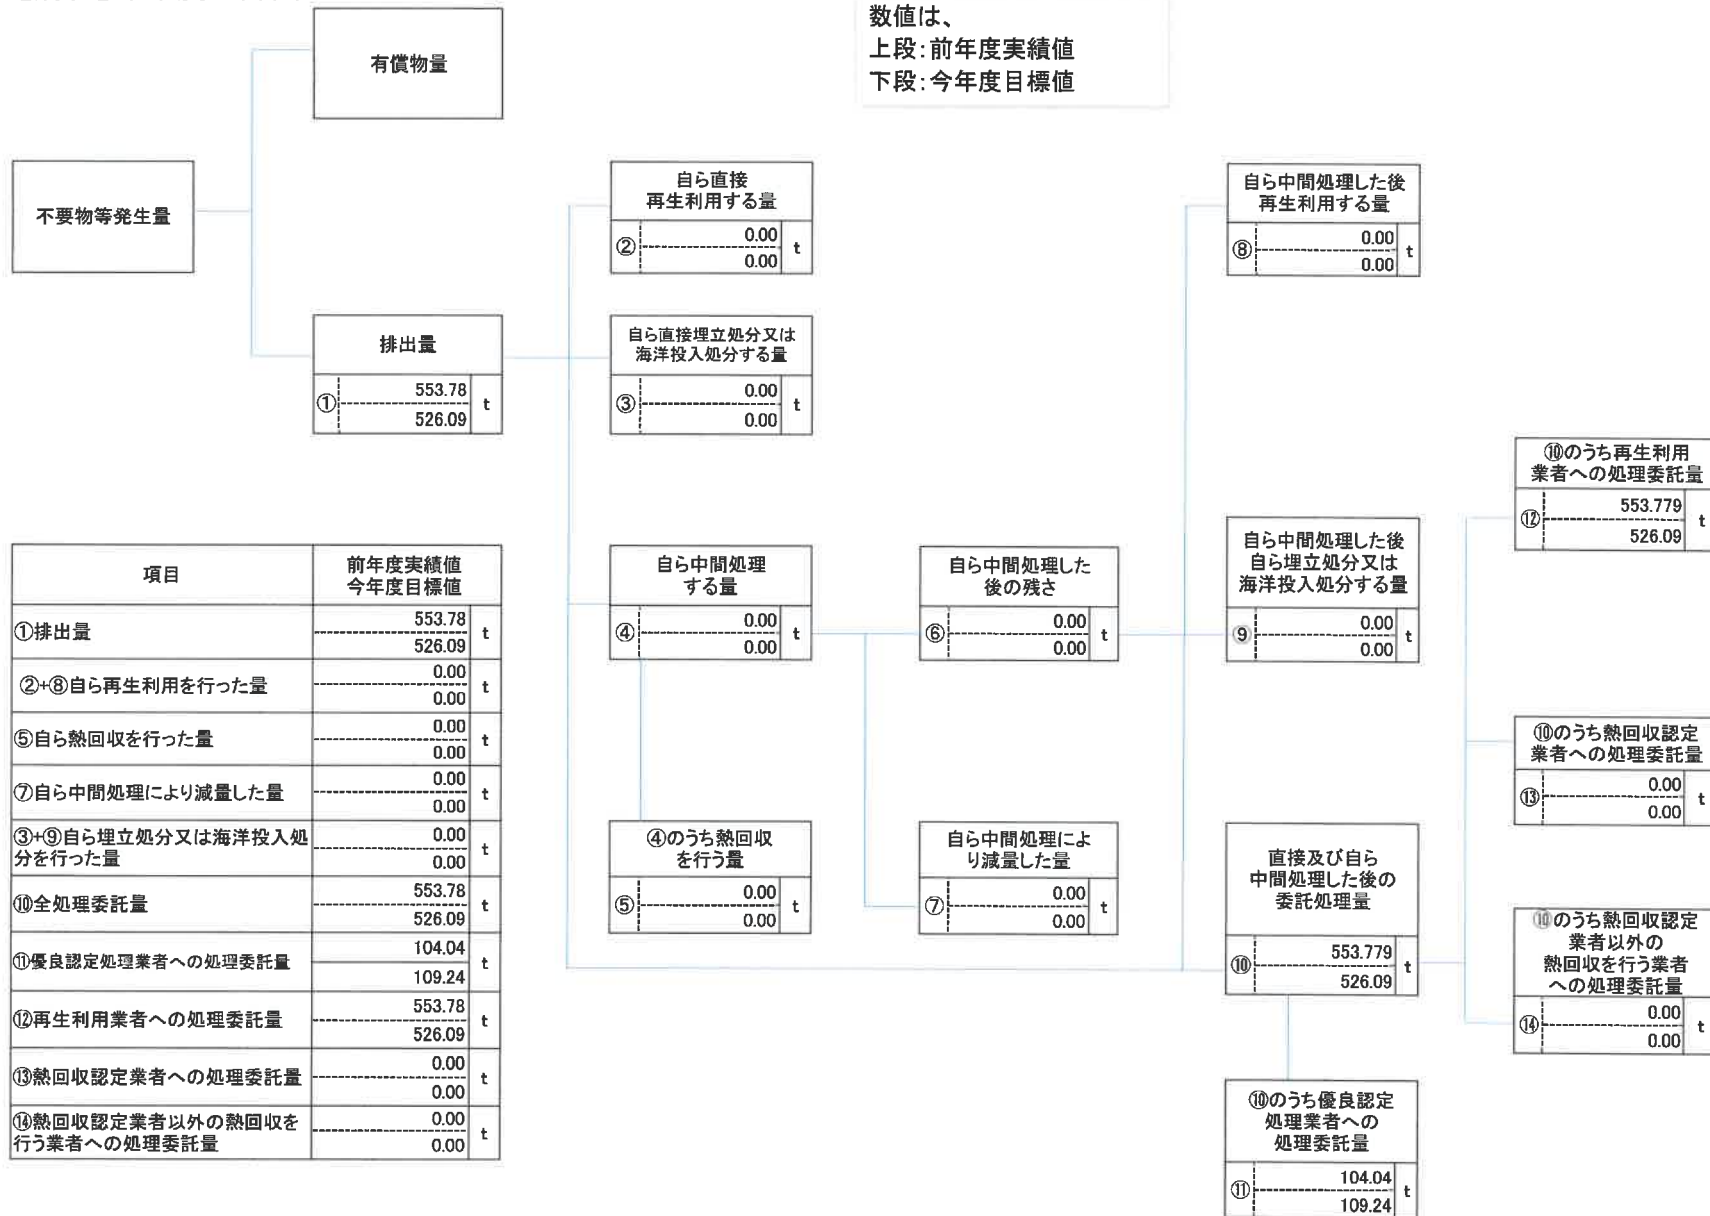 数値は、
上段:前年度実績値
下段:今年度目標値
有償物量
不要物等発生量
排出量
① 553.78 t
526.09
自ら直接
再生利用する量
② 0.00 t
0.00
自ら直接埋立処分又は
海洋投入処分する量
③ 0.00 t
0.00
自ら中間処理
する量
④ 0.00 t
0.00
④のうち熱回収
を行う量
⑤ 0.00 t
0.00
自ら中間処理した
後の残さ
⑥ 0.00 t
0.00
自ら中間処理によ
り減量した量
⑦ 0.00 t
0.00
自ら中間処理した後
再生利用する量
⑧ 0.00 t
0.00
自ら中間処理した後
自ら埋立処分又は
海洋投入処分する量
⑨ 0.00 t
0.00
直接及び自ら
中間処理した後の
委託処理量
⑩ 553.779 t
526.09
⑩のうち優良認定
処理業者への
処理委託量
⑪ 104.04 t
109.24
⑩のうち再生利用
業者への処理委託量
⑫ 553.779 t
526.09
⑩のうち熱回収認定
業者への処理委託量
⑬ 0.00 t
0.00
⑩のうち熱回収認定
業者以外の
熱回収を行う業者
への処理委託量
⑭ 0.00 t
0.00
項目 前年度実績値
今年度目標値
①排出量 553.78 t
526.09
②+⑧自ら再生利用を行った量 0.00 t
0.00
⑤自ら熱回収を行った量 0.00 t
0.00
⑦自ら中間処理により減量した量 0.00 t
0.00
③+⑨自ら埋立処分又は海洋投入処 0.00 t
分を行った量 0.00
⑩全処理委託量 553.78 t
526.09
⑪優良認定処理業者への処理委託量 104.04 t
109.24
⑫再生利用業者への処理委託量 553.78 t
526.09
⑬熱回収認定業者への処理委託量 0.00 t
0.00
⑭熱回収認定業者以外の熱回収を 0.00 t
行う業者への処理委託量 0.00